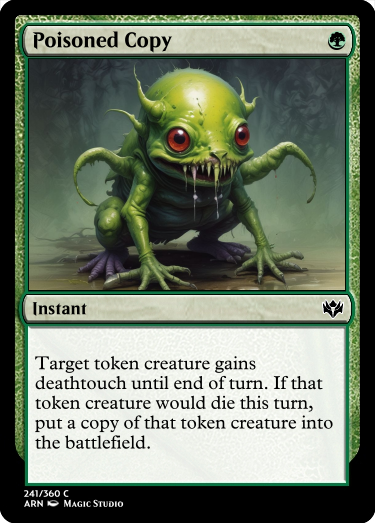 Poisoned Copy
Instant
Target token creature gains
deathtouch until end of turn. If that
token creature would die this turn,
put a copy of that token creature into
the battlefield.
241/360 C
ARN Magic Studio